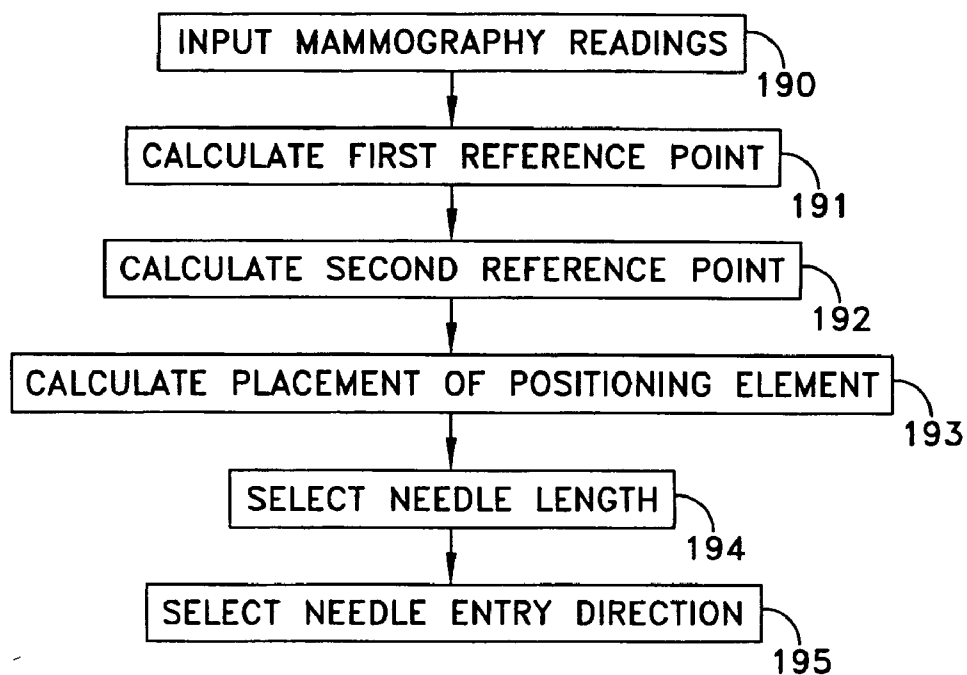 INPUT MAMMOGRAPHY READINGS
190
CALCULATE FIRST REFERENCE POINT
191
CALCULATE SECOND REFERENCE POINT
192
CALCULATE PLACEMENT OF POSITIONING ELEMENT
193
SELECT NEEDLE LENGTH
194
SELECT NEEDLE ENTRY DIRECTION
195